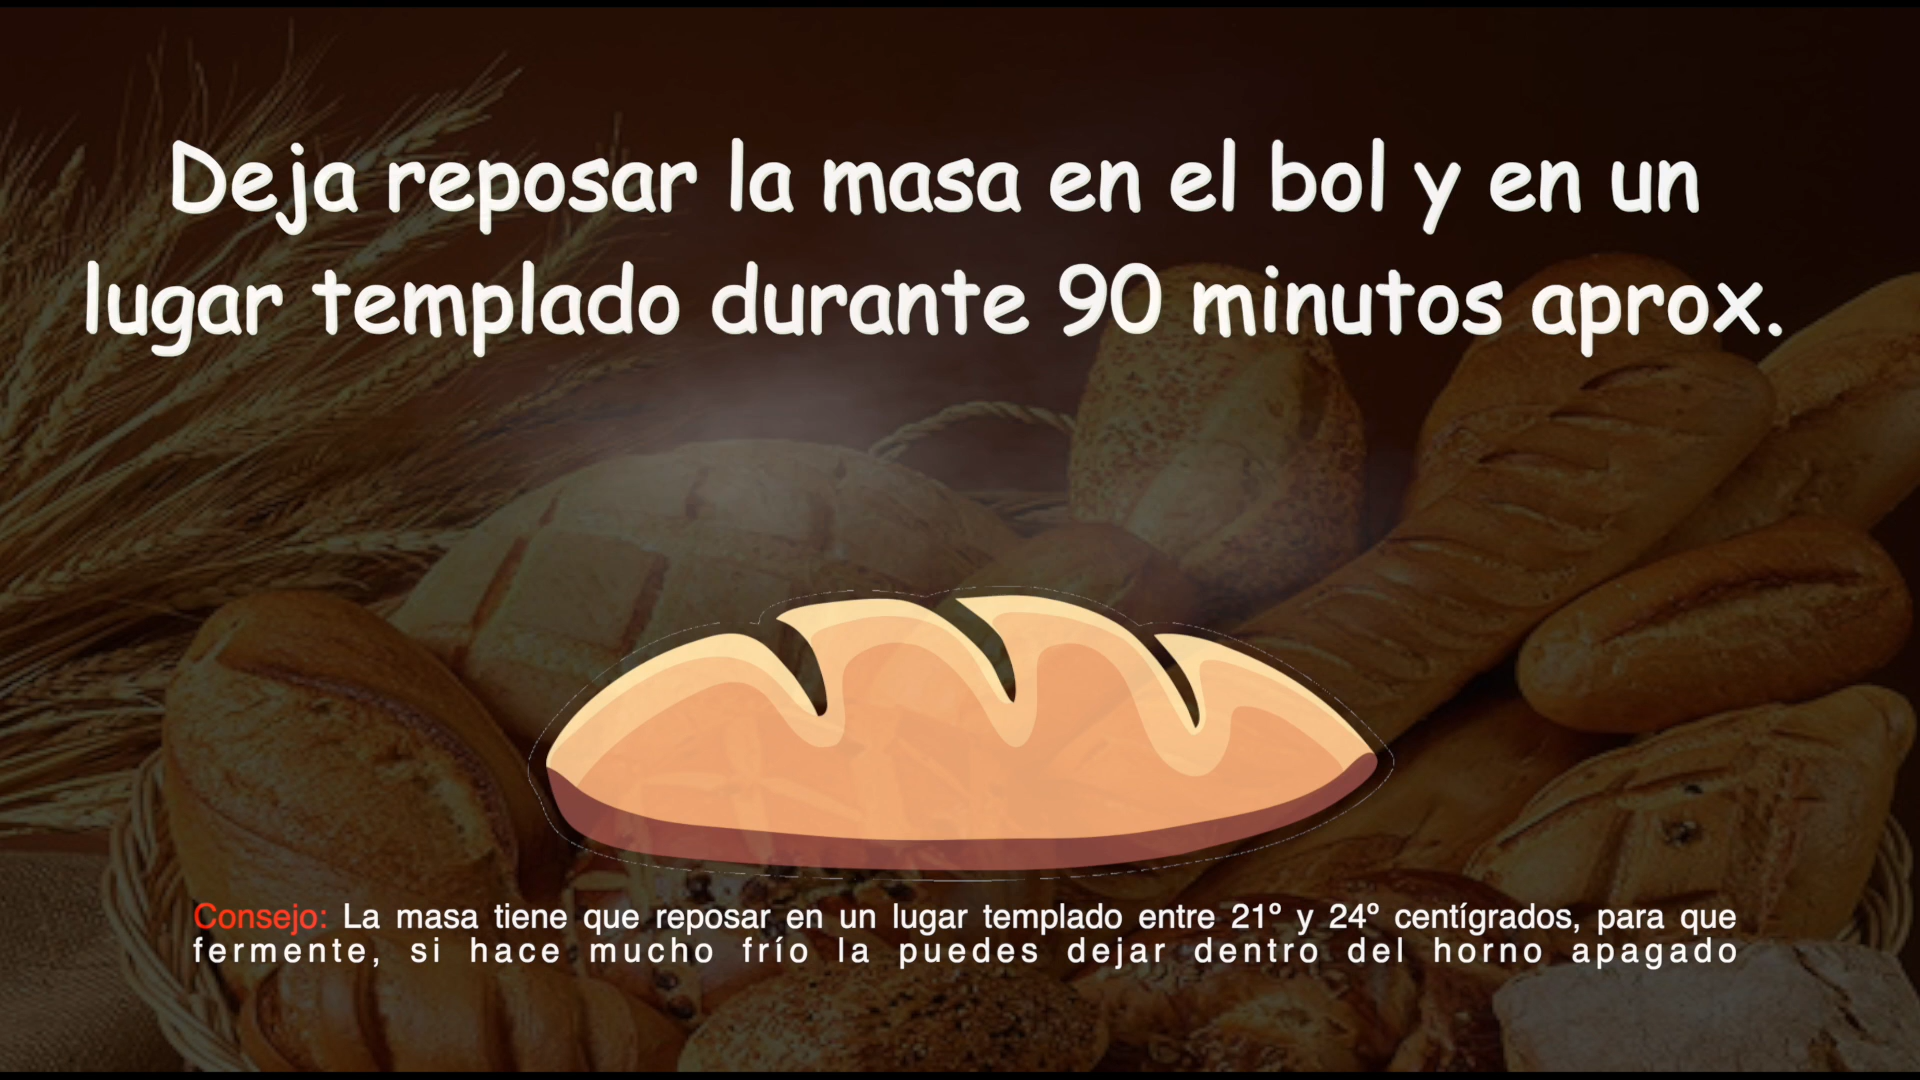 Deja reposar la masa en el bol y en un
lugar templado durante 90 minutos aprox.
Consejo: La masa tiene que reposar en un lugar templado entre 21º y 24º centígrados, para que
fermente, si hace mucho frío la puedes dejar dentro del horno apagado